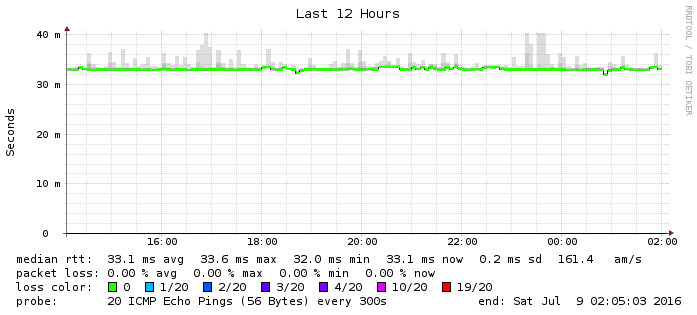 Last 12 Hours
RRDTOOL / TOBI OETIKER
Seconds
40 m
30 m
20 m
10 m
0
16:00 18:00 20:00 22:00 00:00 02:00
median rtt: 33.1 ms avg 33.6 ms max 32.0 ms min 33.1 ms now 0.2 ms sd 161.4 am/s
packet loss: 0.00 % avg 0.00 % max 0.00 % min 0.00 % now
loss color: 0 1/20 2/20 3/20 4/20 10/20 19/20
probe: 20 ICMP Echo Pings (56 Bytes) every 300s end: Sat Jul 9 02:05:03 2016